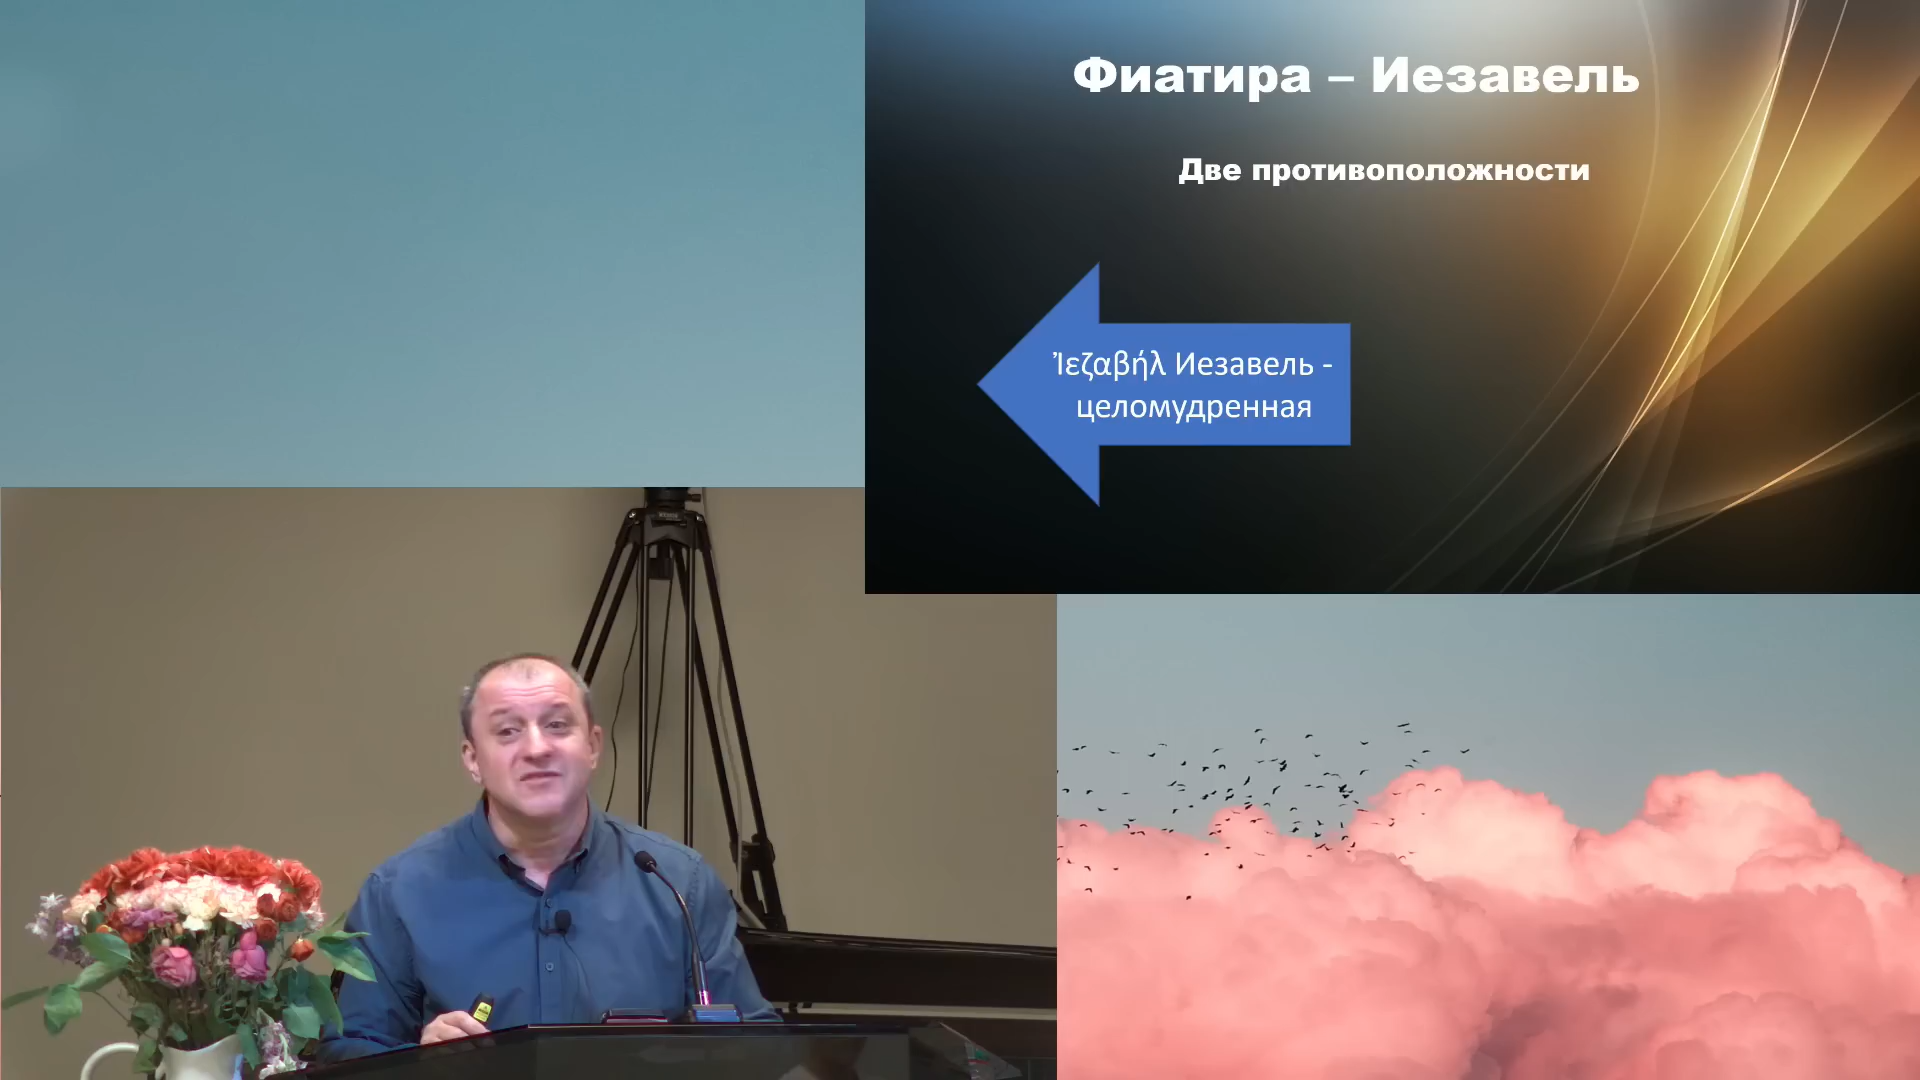 Фиатира – Иезавель
Две противоположности
Ἰεζαβήλ Иезавель -
целомудренная